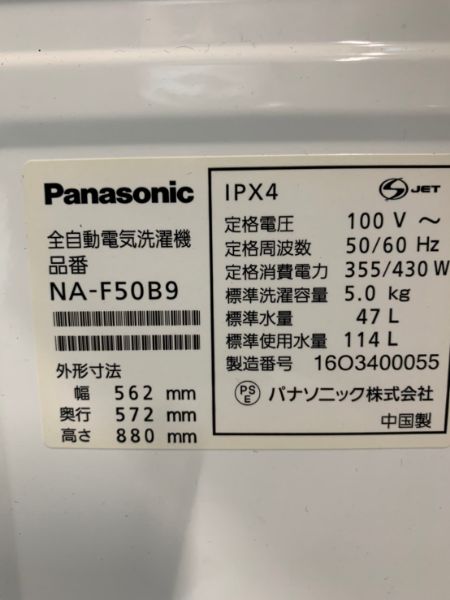 Panasonic
全自動電気洗濯機
品番
NA-F50B9
外形寸法
幅 562 mm
奥行 572 mm
高さ 880 mm
IPX4
S JET
定格電圧 100 V ～
定格周波数 50/60 Hz
定格消費電力 355/430 W
標準洗濯容量 5.0 kg
標準水量 47 L
標準使用水量 114 L
製造番号 16O3400055
PS E パナソニック株式会社
中国製